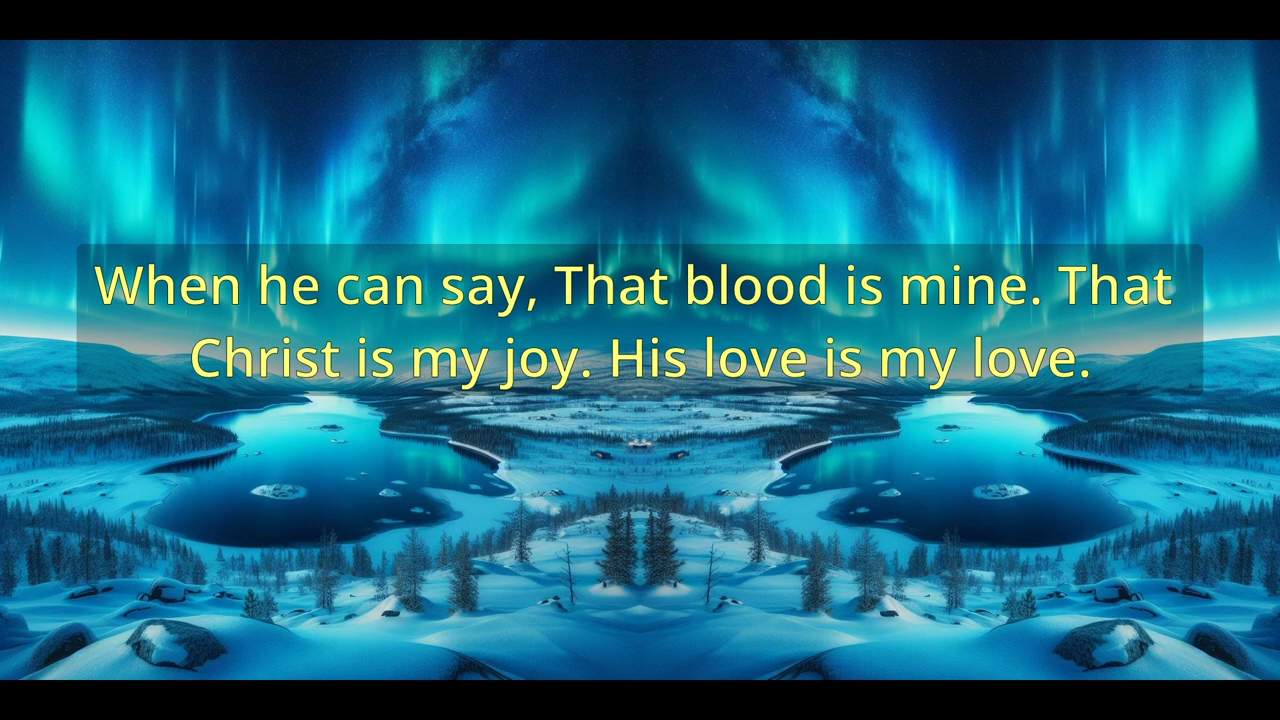 When he can say, That blood is mine. That
Christ is my joy. His love is my love.